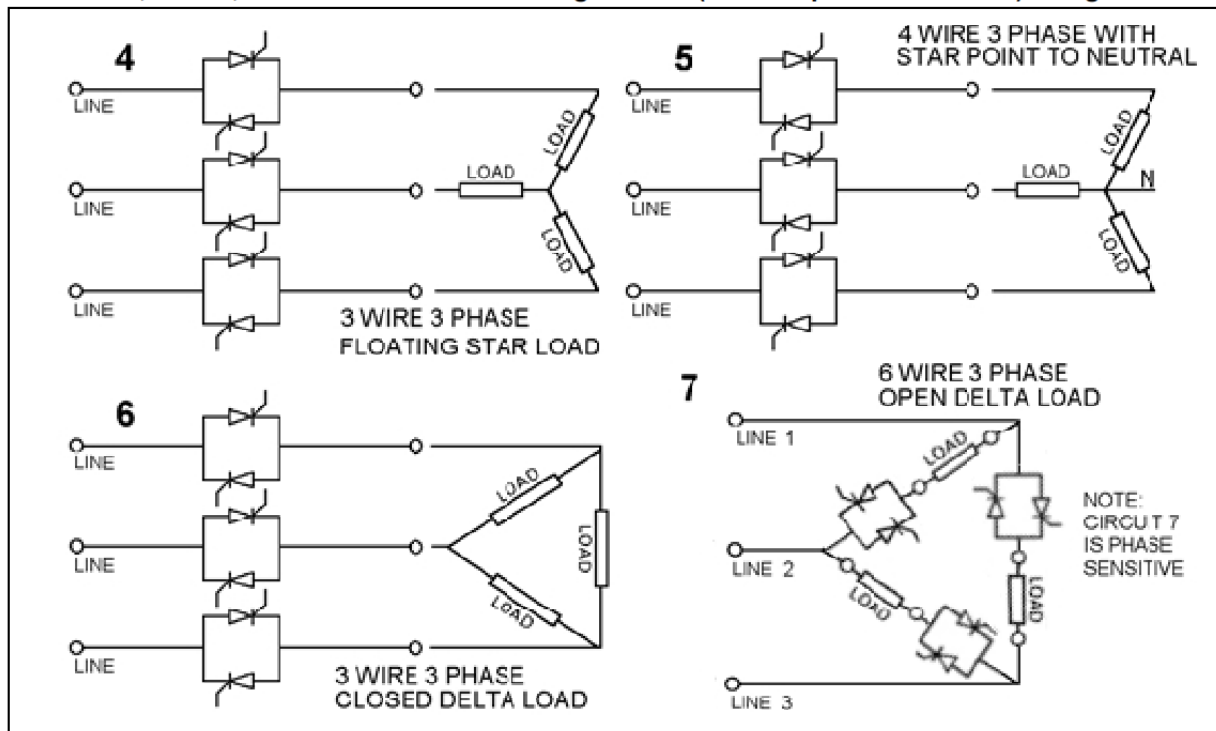 4
LINE
LINE
LINE
LOAD
LOAD
LOAD
3 WIRE 3 PHASE
FLOATING STAR LOAD
5
4 WIRE 3 PHASE WITH
STAR POINT TO NEUTRAL
LINE
LINE
LINE
LOAD
LOAD
N
LOAD
6
LINE
LINE
LINE
LOAD
LOAD
LOAD
3 WIRE 3 PHASE
CLOSED DELTA LOAD
7
6 WIRE 3 PHASE
OPEN DELTA LOAD
LINE 1
LOAD
LINE 2
LOAD
LOAD
LINE 3
NOTE:
CIRCUT 7
IS PHASE
SENSITIVE